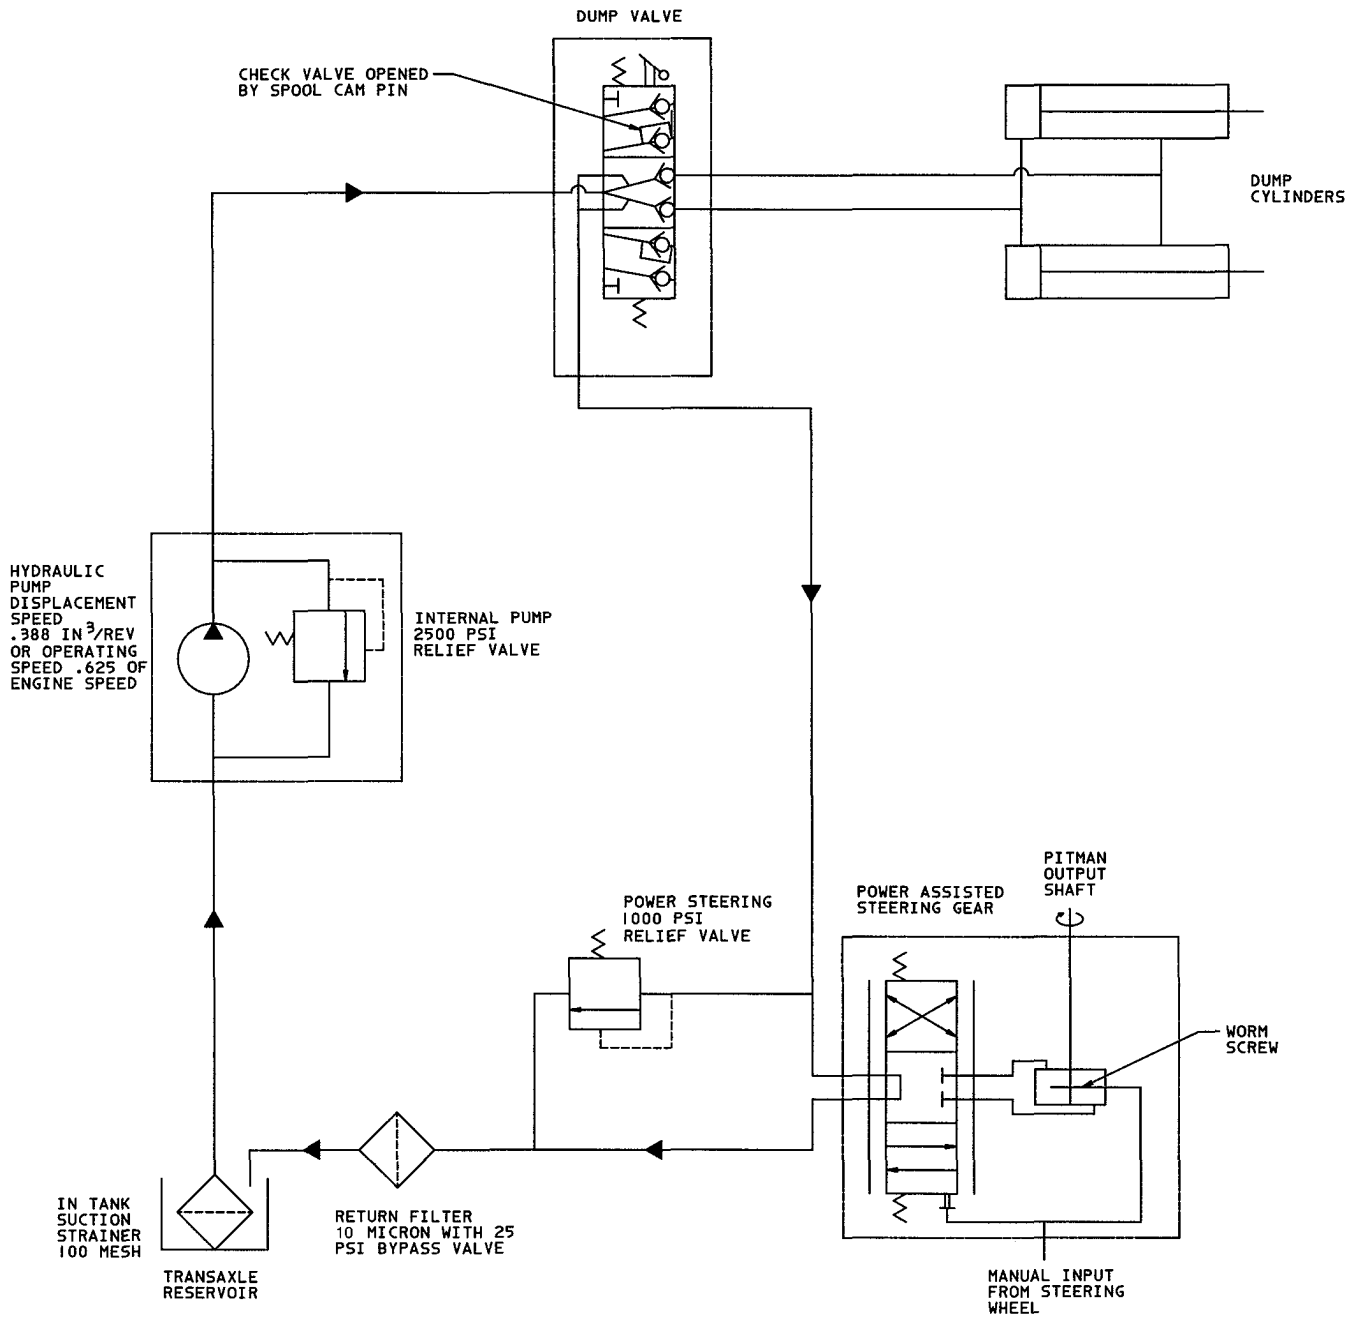 DUMP VALVE
CHECK VALVE OPENED
BY SPOOL CAM PIN
DUMP
CYLINDERS
HYDRAULIC
PUMP
DISPLACEMENT
SPEED
.388 IN³/REV
OR OPERATING
SPEED .625 OF
ENGINE SPEED
INTERNAL PUMP
2500 PSI
RELIEF VALVE
POWER STEERING
1000 PSI
RELIEF VALVE
POWER ASSISTED
STEERING GEAR
PITMAN
OUTPUT
SHAFT
WORM
SCREW
IN TANK
SUCTION
STRAINER
100 MESH
TRANSAXLE
RESERVOIR
RETURN FILTER
10 MICRON WITH 25
PSI BYPASS VALVE
MANUAL INPUT
FROM STEERING
WHEEL